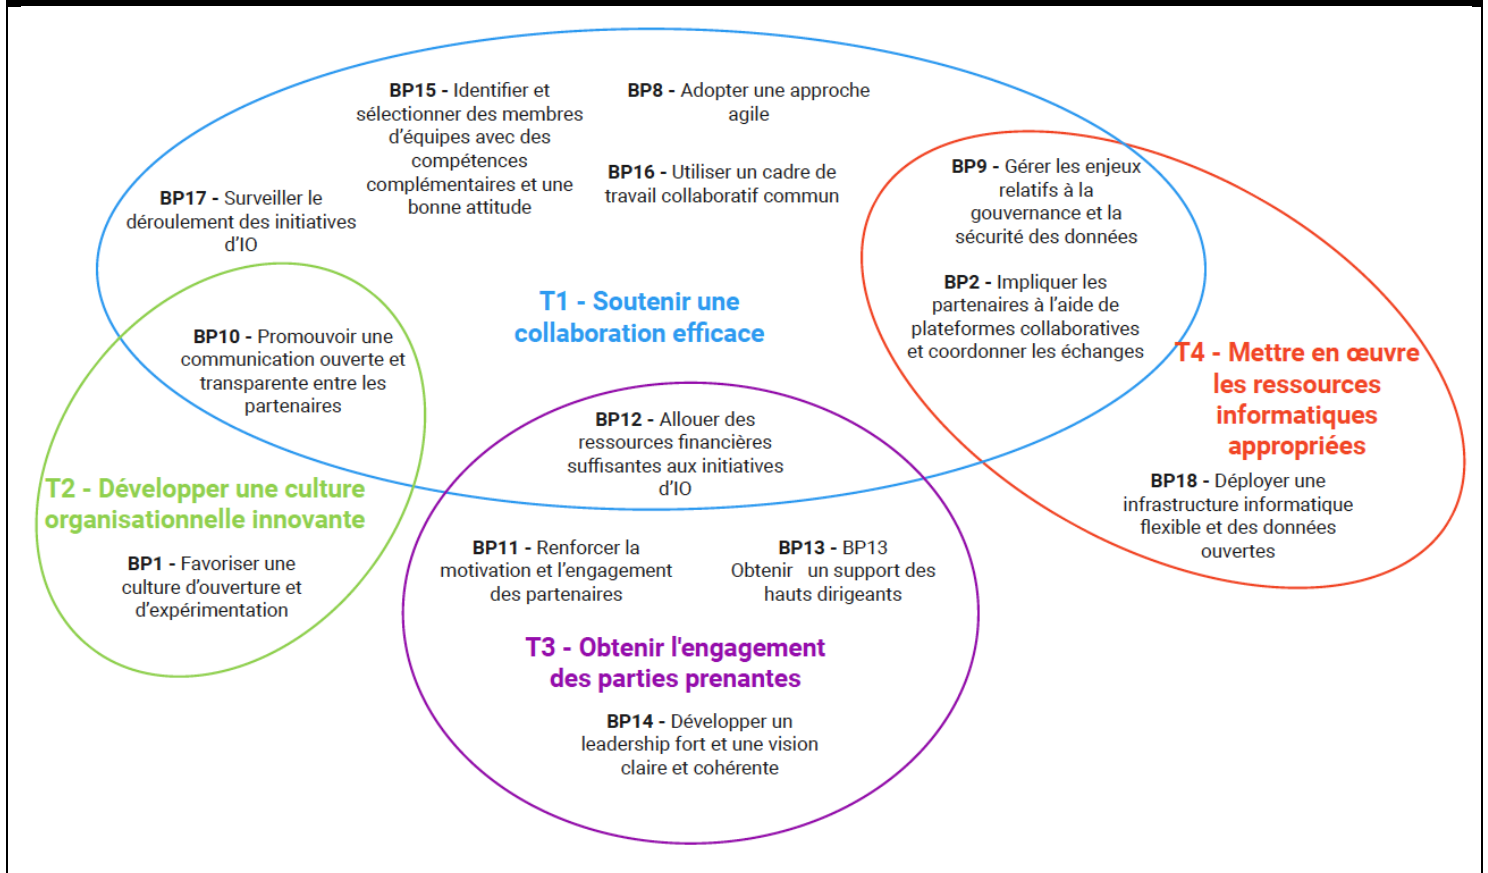 BP15 - Identifier et
sélectionner des membres
d'équipes avec des
compétences
complémentaires et une
bonne attitude
BP8 - Adopter une approche
agile
BP16 - Utiliser un cadre de
travail collaboratif commun
BP9 - Gérer les enjeux
relatifs à la
gouvernance et la
sécurité des données
BP17 - Surveiller le
déroulement des initiatives
d'IO
BP2 - Impliquer les
partenaires à l'aide de
plateformes collaboratives
et coordonner les échanges
T1 - Soutenir une
collaboration efficace
BP10 - Promouvoir une
communication ouverte et
transparente entre les
partenaires
T4 - Mettre en œuvre
les ressources
informatiques
appropriées
BP12 - Allouer des
ressources financières
suffisantes aux initiatives
d'IO
BP18 - Déployer une
infrastructure informatique
flexible et des données
ouvertes
T2 - Développer une culture
organisationnelle innovante
BP1 - Favoriser une
culture d'ouverture et
d'expérimentation
BP11 - Renforcer la
motivation et l'engagement
des partenaires
BP13 - BP13
Obtenir un support des
hauts dirigeants
T3 - Obtenir l'engagement
des parties prenantes
BP14 - Développer un
leadership fort et une vision
claire et cohérente